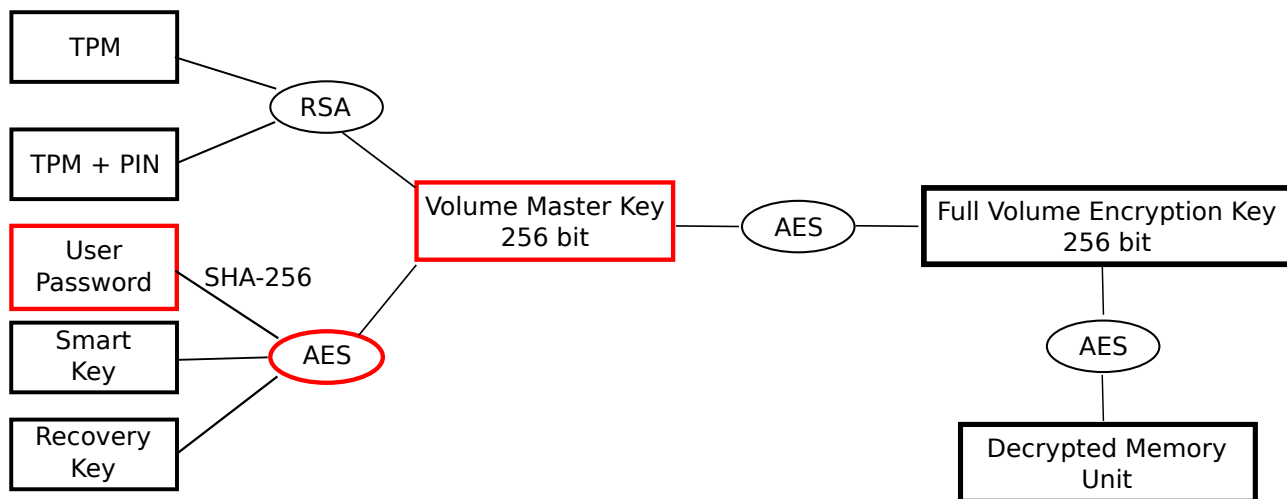 TPM
RSA
TPM + PIN
User
Password
SHA-256
Smart
Key
AES
Recovery
Key
Volume Master Key
256 bit
AES
Full Volume Encryption Key
256 bit
AES
Decrypted Memory
Unit